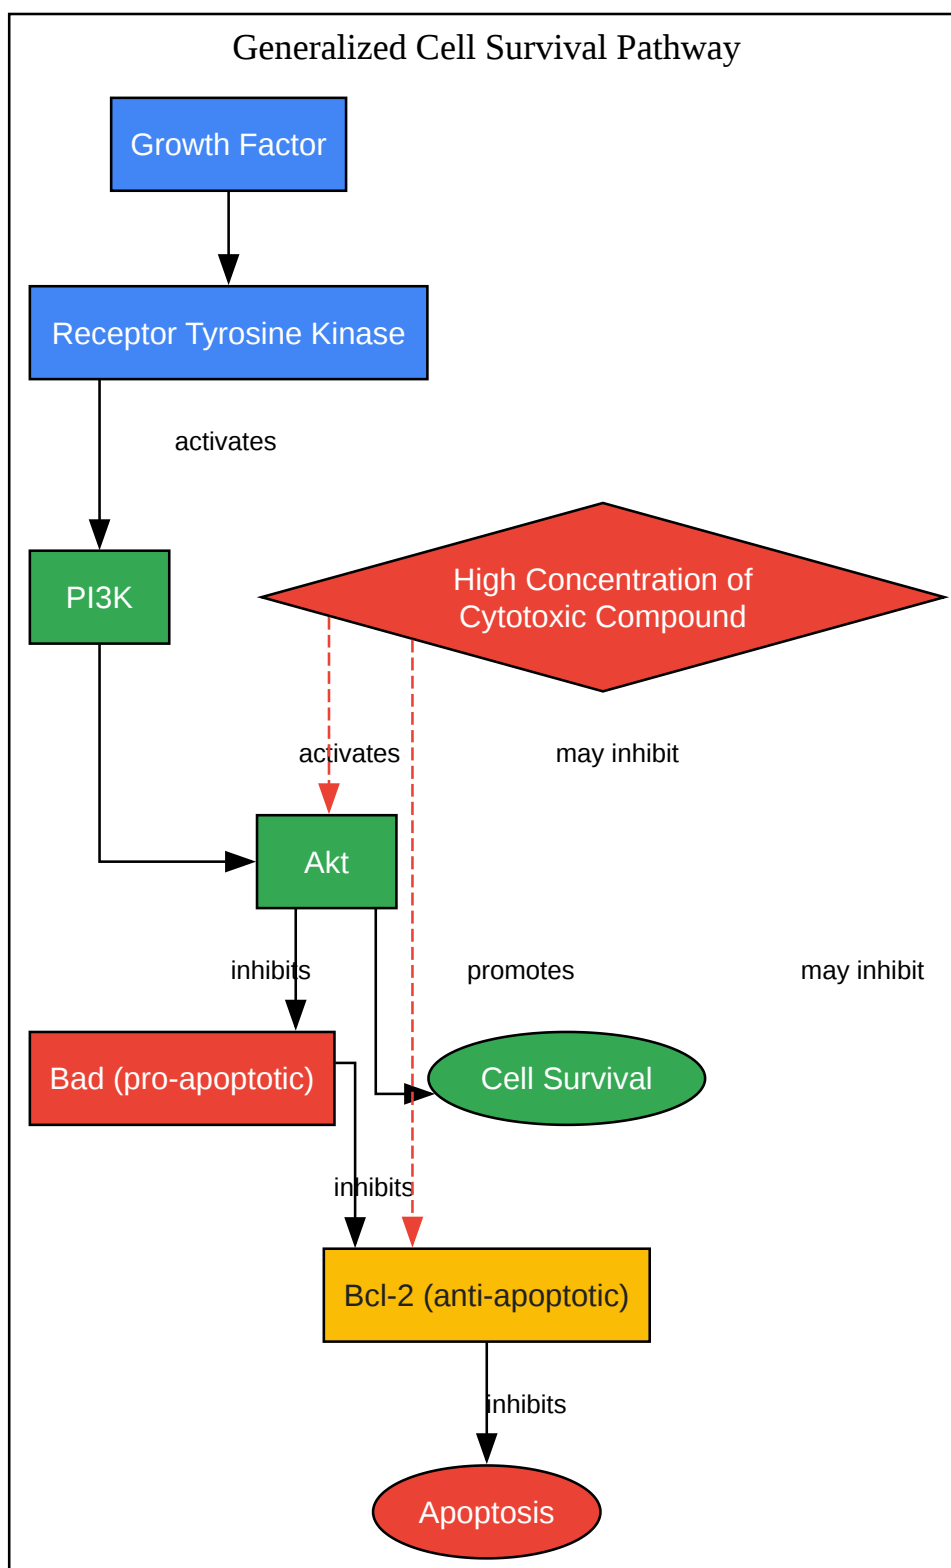 Generalized Cell Survival Pathway
Growth Factor
Receptor Tyrosine Kinase
activates
High Concentration of
Cytotoxic Compound
PI3K
activates
may inhibit
Akt
inhibits
promotes
may inhibit
Bad (pro-apoptotic)
Cell Survival
inhibits
Bcl-2 (anti-apoptotic)
inhibits
Apoptosis